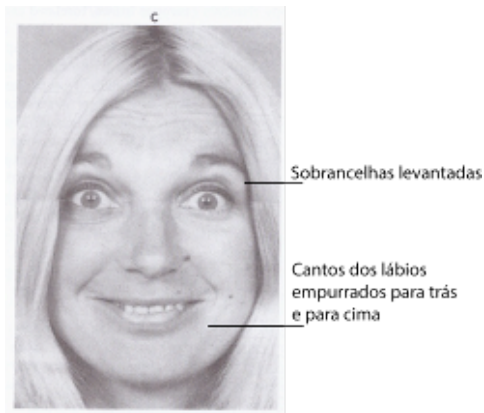 C
Sobrancelhas levantadas
Cantos dos lábios
empurrados para trás
e para cima